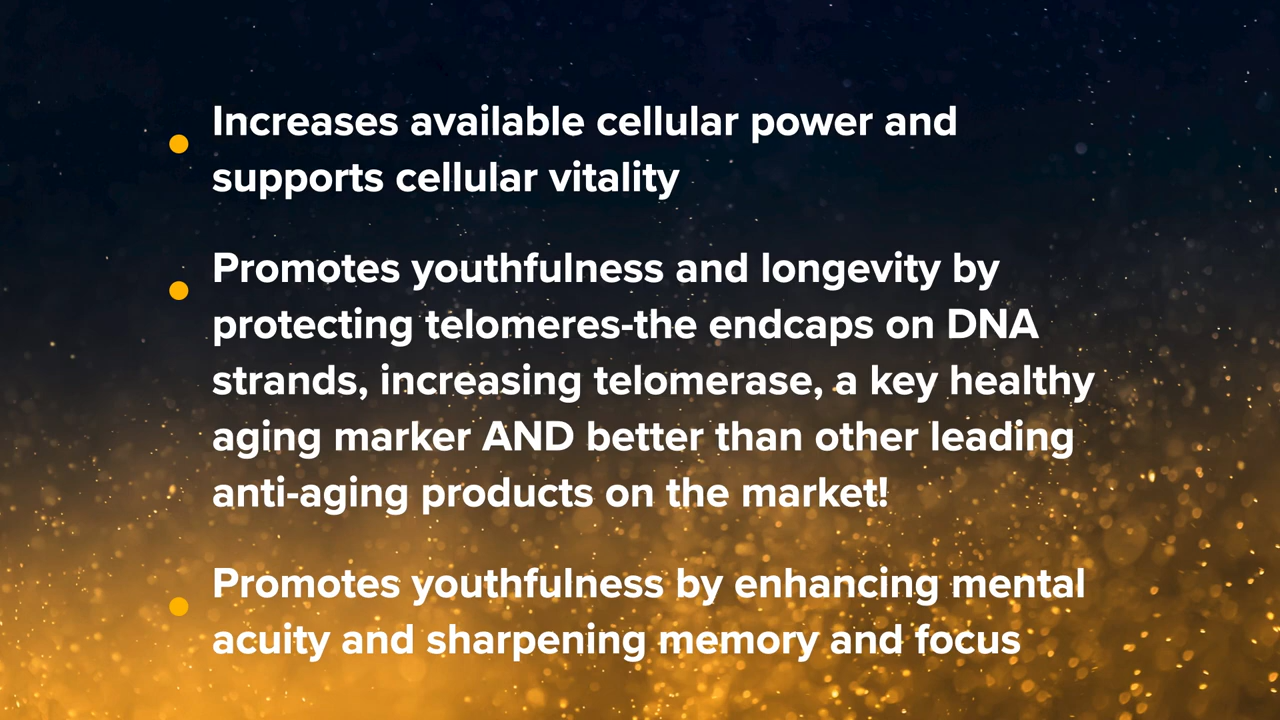 Increases available cellular power and
supports cellular vitality
Promotes youthfulness and longevity by
protecting telomeres-the endcaps on DNA
strands, increasing telomerase, a key healthy
aging marker AND better than other leading
anti-aging products on the market!
Promotes youthfulness by enhancing mental
acuity and sharpening memory and focus